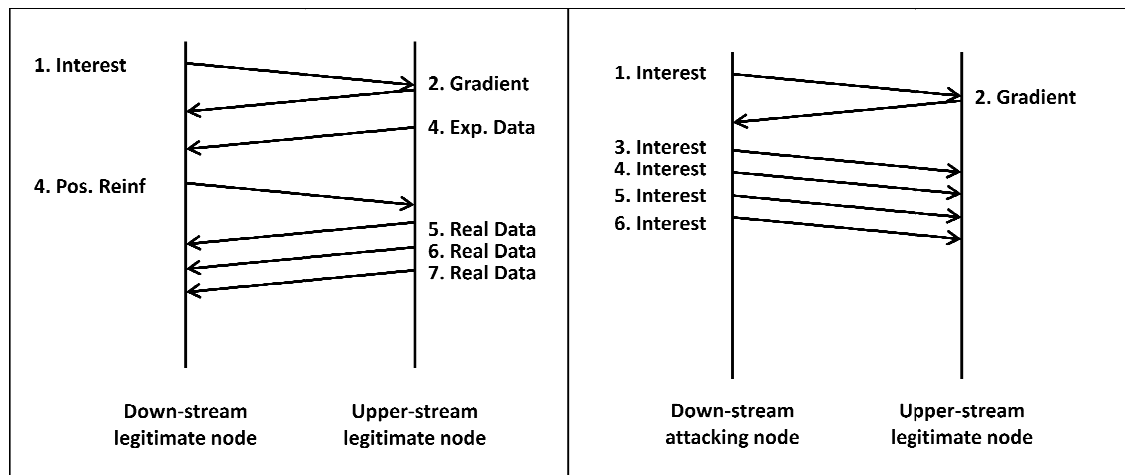 1. Interest
2. Gradient
4. Exp. Data
4. Pos. Reinf
5. Real Data
6. Real Data
7. Real Data
Down-stream
legitimate node
Upper-stream
legitimate node
1. Interest
2. Gradient
3. Interest
4. Interest
5. Interest
6. Interest
Down-stream
attacking node
Upper-stream
legitimate node